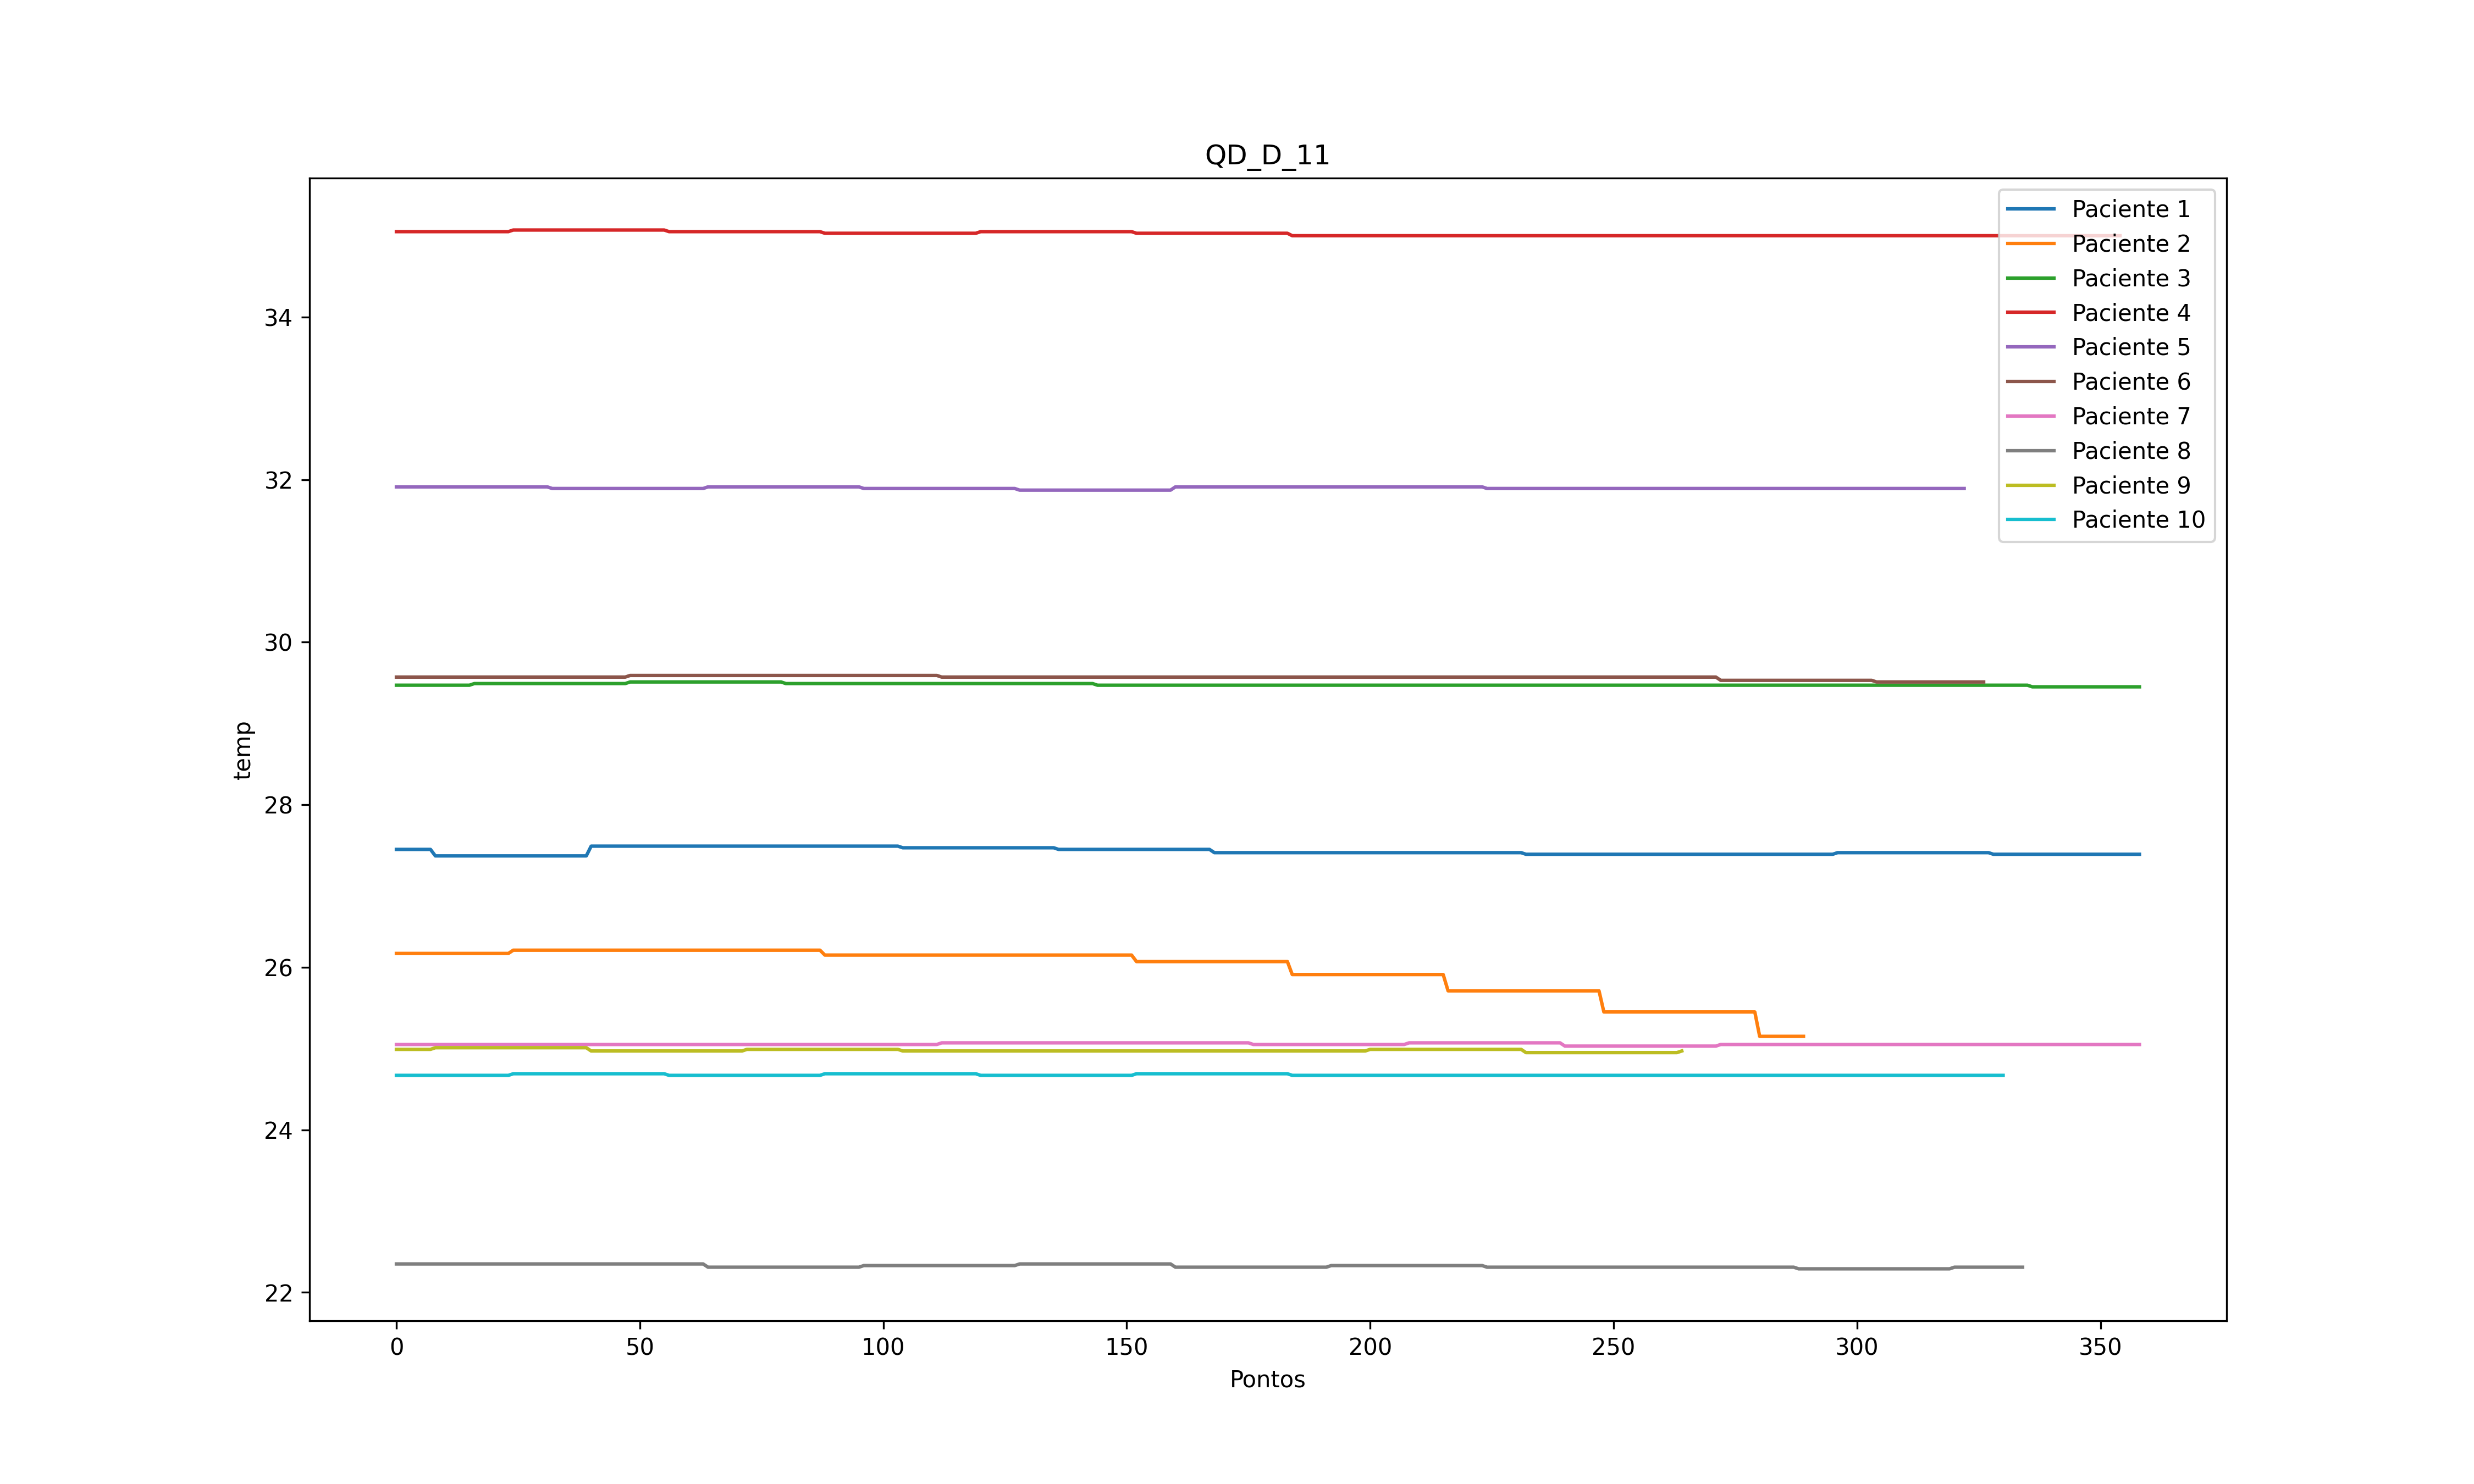 QD_D_11
Paciente 1
Paciente 2
Paciente 3
Paciente 4
Paciente 5
Paciente 6
Paciente 7
Paciente 8
Paciente 9
Paciente 10
34
32
30
28
26
24
22
temp
0 50 100 150 200 250 300 350
Pontos